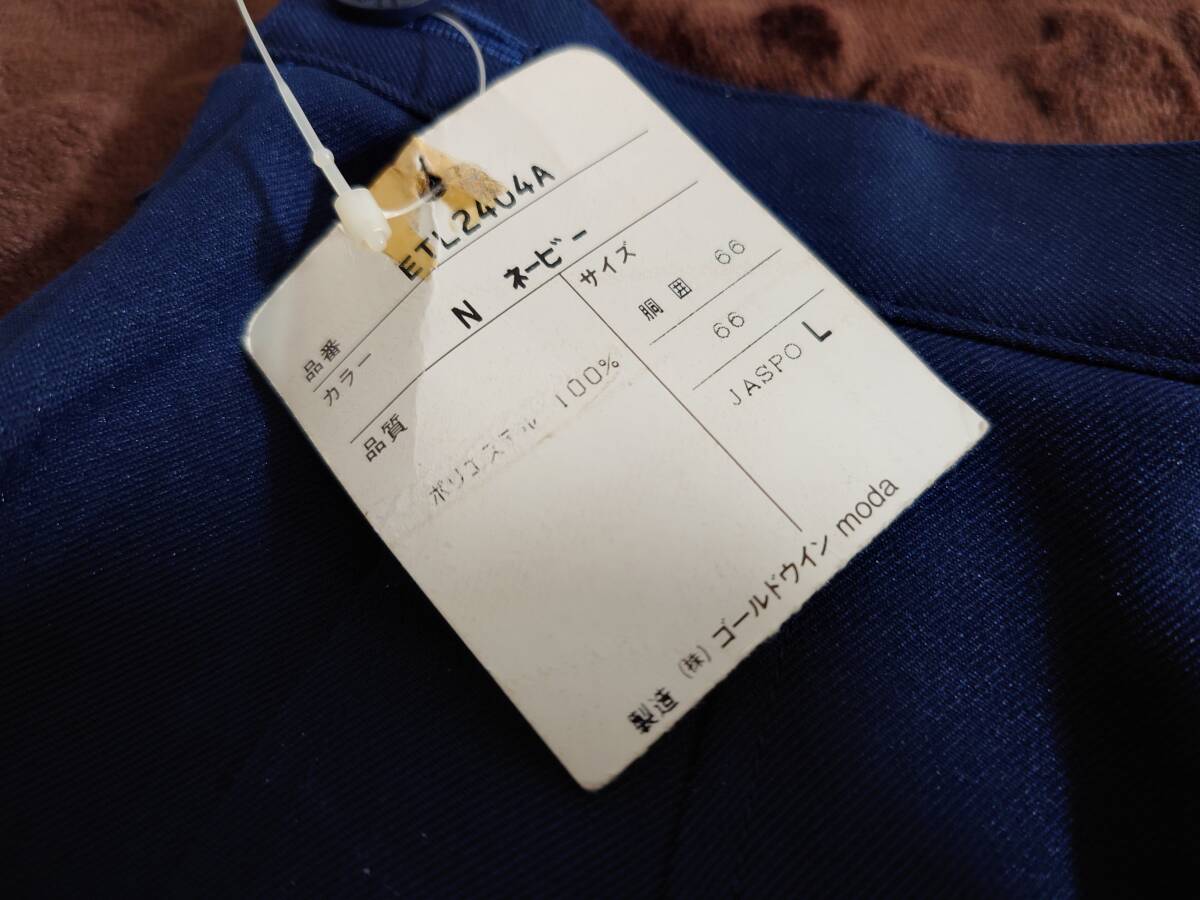 品番 ETL2404A
カラー N ネービー
品質 ポリエステル 100%
サイズ
胴囲 66
66
JASPO L
製造 (株) ゴールドウイン moda